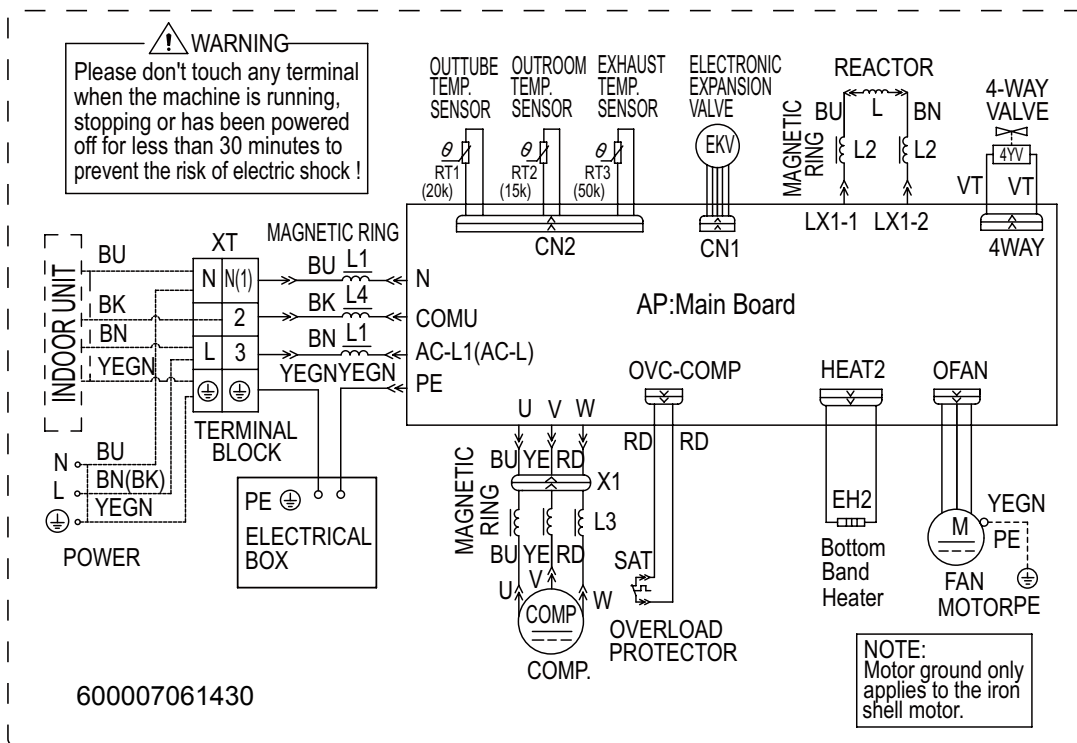 WARNING
Please don't touch any terminal
when the machine is running,
stopping or has been powered
off for less than 30 minutes to
prevent the risk of electric shock !
OUTTUBE
TEMP.
SENSOR
OUTROOM
TEMP.
SENSOR
EXHAUST
TEMP.
SENSOR
ELECTRONIC
EXPANSION
VALVE
REACTOR
4-WAY
VALVE
MAGNETIC
RING
BU
L
BN
L2
L2
EKV
4YV
VT
VT
θ
RT1
(20k)
θ
RT2
(15k)
θ
RT3
(50k)
CN2
CN1
LX1-1
LX1-2
4WAY
INDOOR UNIT
BU
BK
BN
YEGN
XT
N
N(1)
2
L
3
TERMINAL
BLOCK
MAGNETIC RING
BU
L1
BK
L4
BN
L1
YEGN
YEGN
N
COMU
AC-L1(AC-L)
PE
AP:Main Board
OVC-COMP
HEAT2
OFAN
U
V
W
N
BU
L
BN(BK)
YEGN
POWER
PE
ELECTRICAL
BOX
MAGNETIC
RING
BU
YE
RD
X1
L3
BU
YE
RD
U
V
W
COMP
COMP.
RD
RD
SAT
OVERLOAD
PROTECTOR
EH2
Bottom
Band
Heater
M
YEGN
PE
FAN
MOTOR
PE
NOTE:
Motor ground only
applies to the iron
shell motor.
600007061430